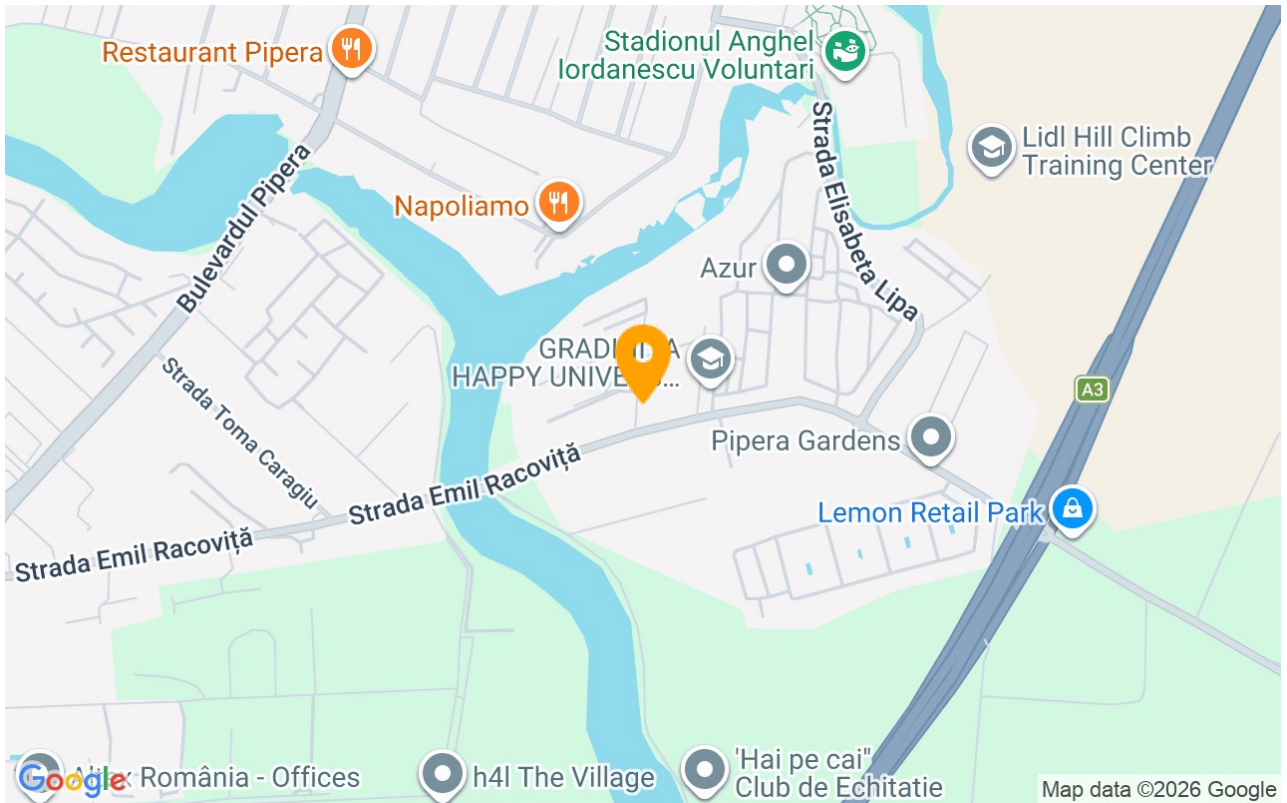 Restaurant Pipera
Stadionul Anghel
Iordanescu Voluntari
Lidl Hill Climb
Training Center
Strada Elisabeta Lipa
Bulevardul Pipera
Napoliamo
Azur
HAPPY
A3
Strada Toma Caragiu
Pipera Gardens
Strada Emil Racoviță
Lemon Retail Park
Strada Emil Racoviță
Google
România - Offices
h4l The Village
'Hai pe cai"
Club de Echitatie
Map data ©2026 Google